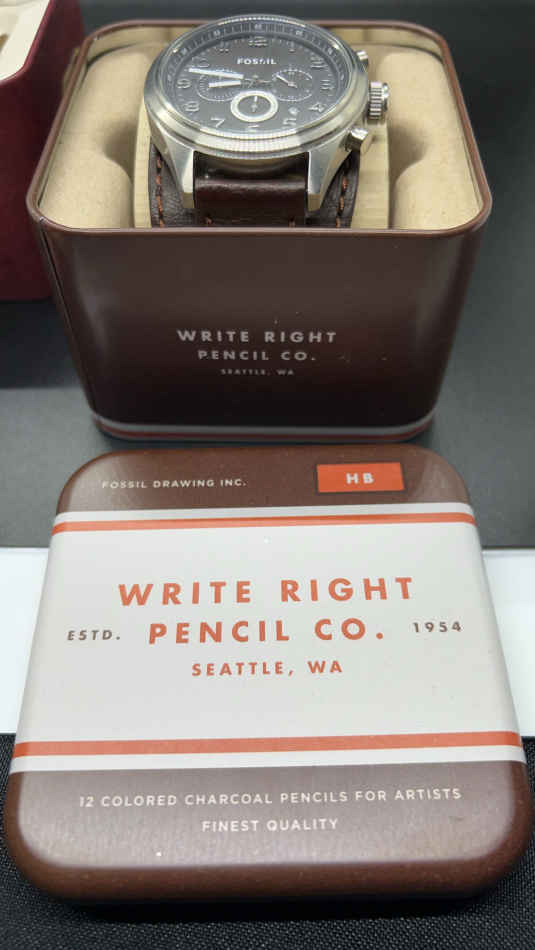 FOSSIL
WRITE RIGHT
PENCIL CO.
SEATTLE, WA
FOSSIL DRAWING INC.
HB
WRITE RIGHT
ESTD. PENCIL CO. 1954
SEATTLE, WA
12 COLORED CHARCOAL PENCILS FOR ARTISTS
FINEST QUALITY